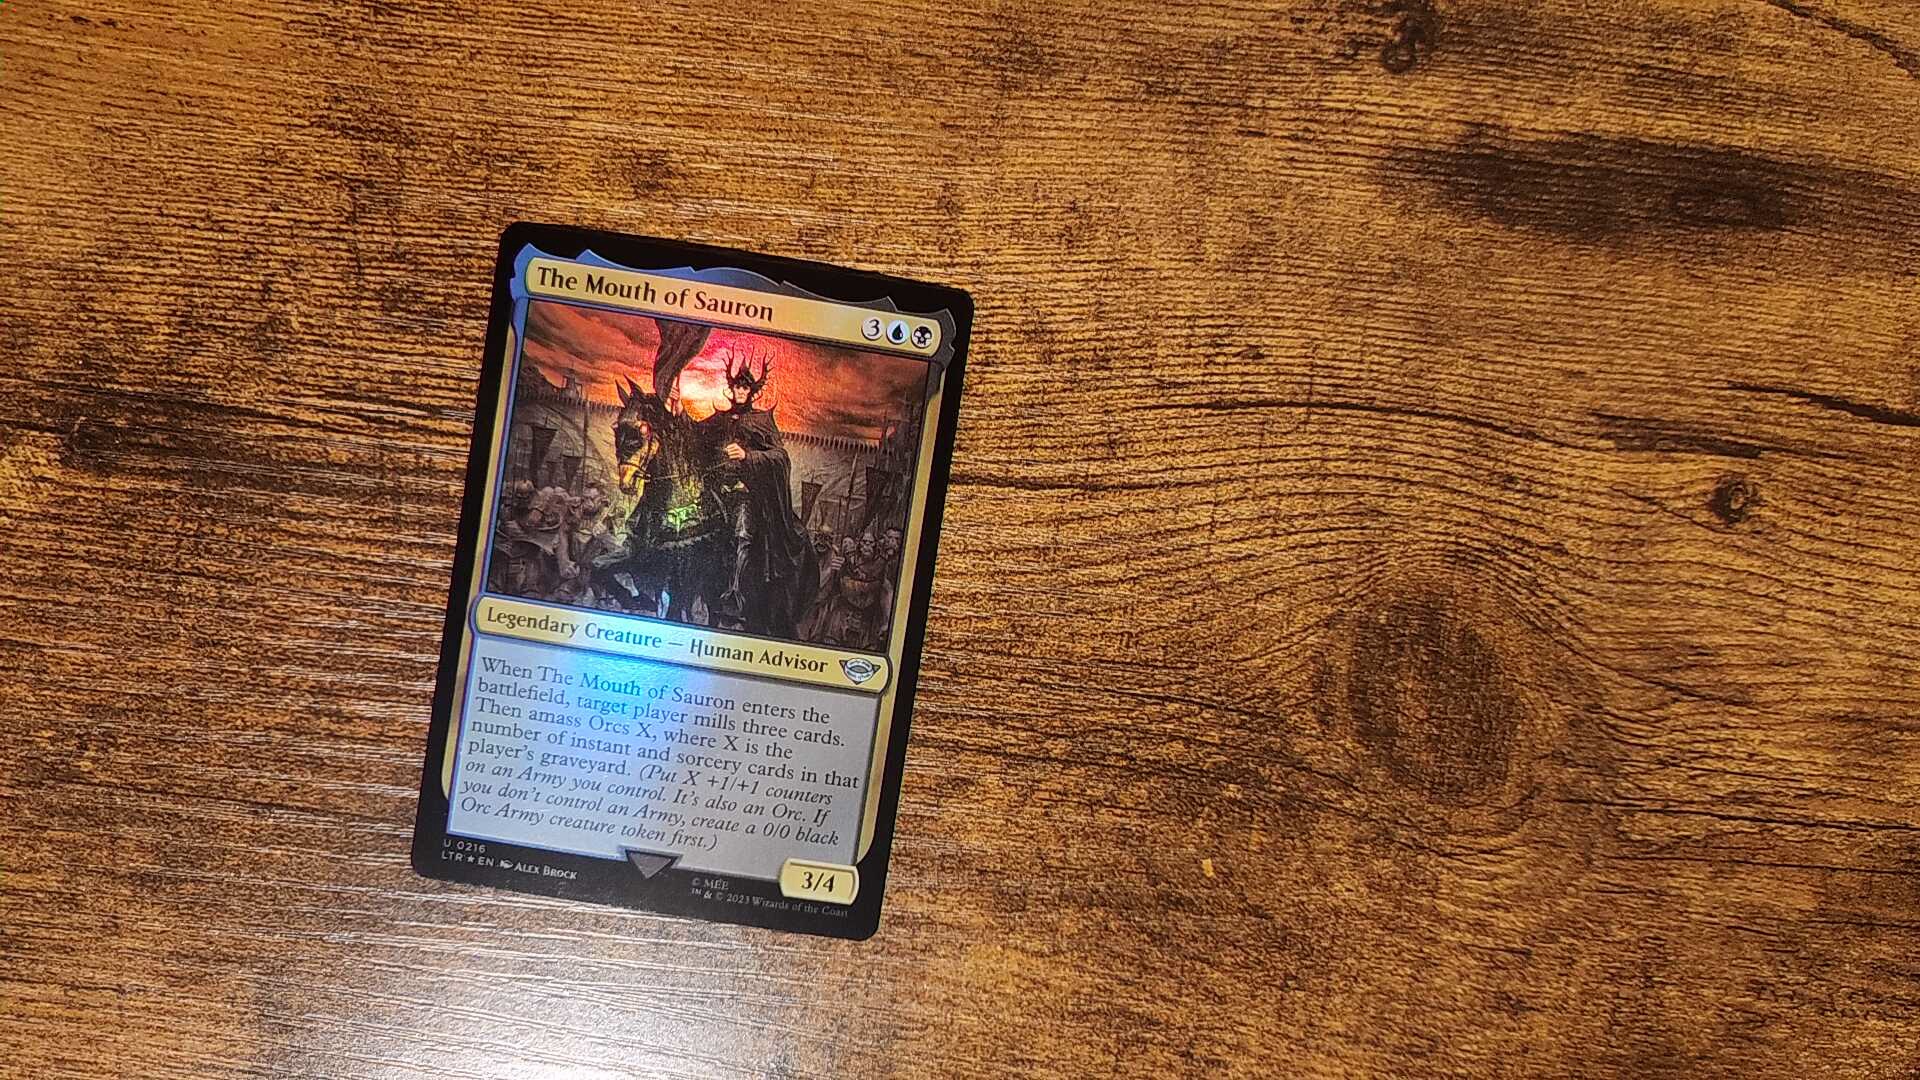 The Mouth of Sauron
3
Legendary Creature — Human Advisor
When The Mouth of Sauron enters the
battlefield, target player mills three cards.
Then amass Orcs X, where X is the
number of instant and sorcery cards in that
player's graveyard. (Put X +1/+1 counters
on an Army you control. It's also an Orc. If
you don't control an Army, create a 0/0 black
Orc Army creature token first.)
3/4
U 0216
LTR★EN ALEX BROCK
© MEE
™ & © 2023 Wizards of the Coast